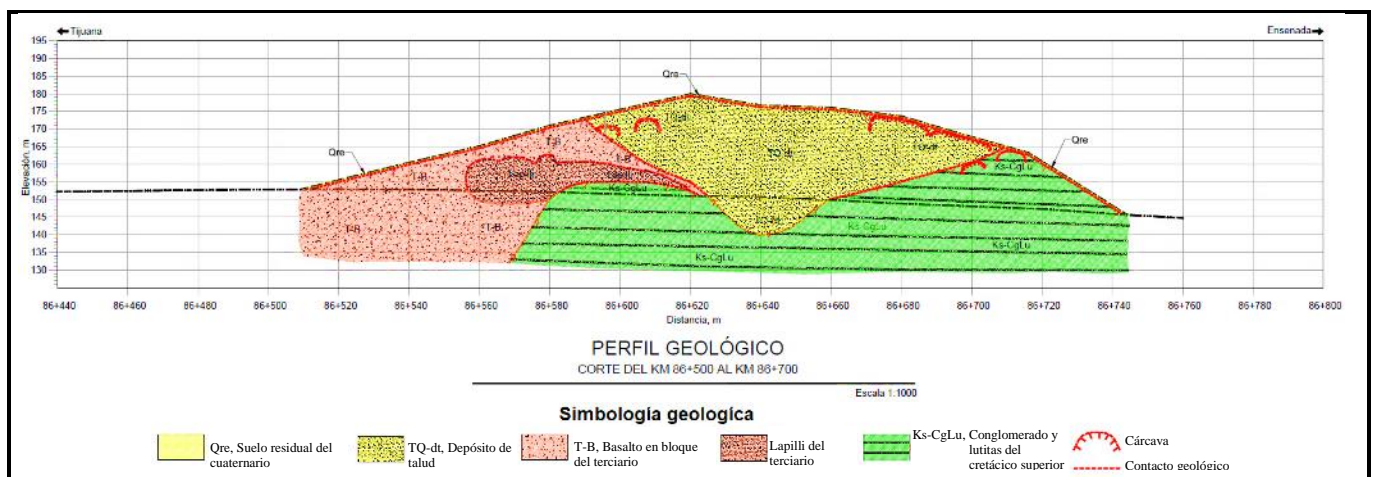 Tijuana
Ensenada
195
190
185
180
175
170
165
160
155
150
145
140
135
130
Elevación, m
Qre
Qre
Qre
T-B
T-B
T-B
T-B
T-B
TQ-dt
Ks-CgLu
Ks-CgLu
Ks-CgLu
Ks-CgLu
Ks-CgLu
86+440 86+460 86+480 86+500 86+520 86+540 86+560 86+580 86+600 86+620 86+640 86+660 86+680 86+700 86+720 86+740 86+760 86+780 86+800
Distancia, m
PERFIL GEOLÓGICO
CORTE DEL KM 86+500 AL KM 86+700
Escala 1:1000
Simbología geologíca
Qre, Suelo residual del
cuaternario
TQ-dt, Depósito de
talud
T-B, Basalto en bloque
del terciario
Lapilli del
terciario
Ks-CgLu, Conglomerado y
lutitas del
cretácico superior
Cárcava
Contacto geológico